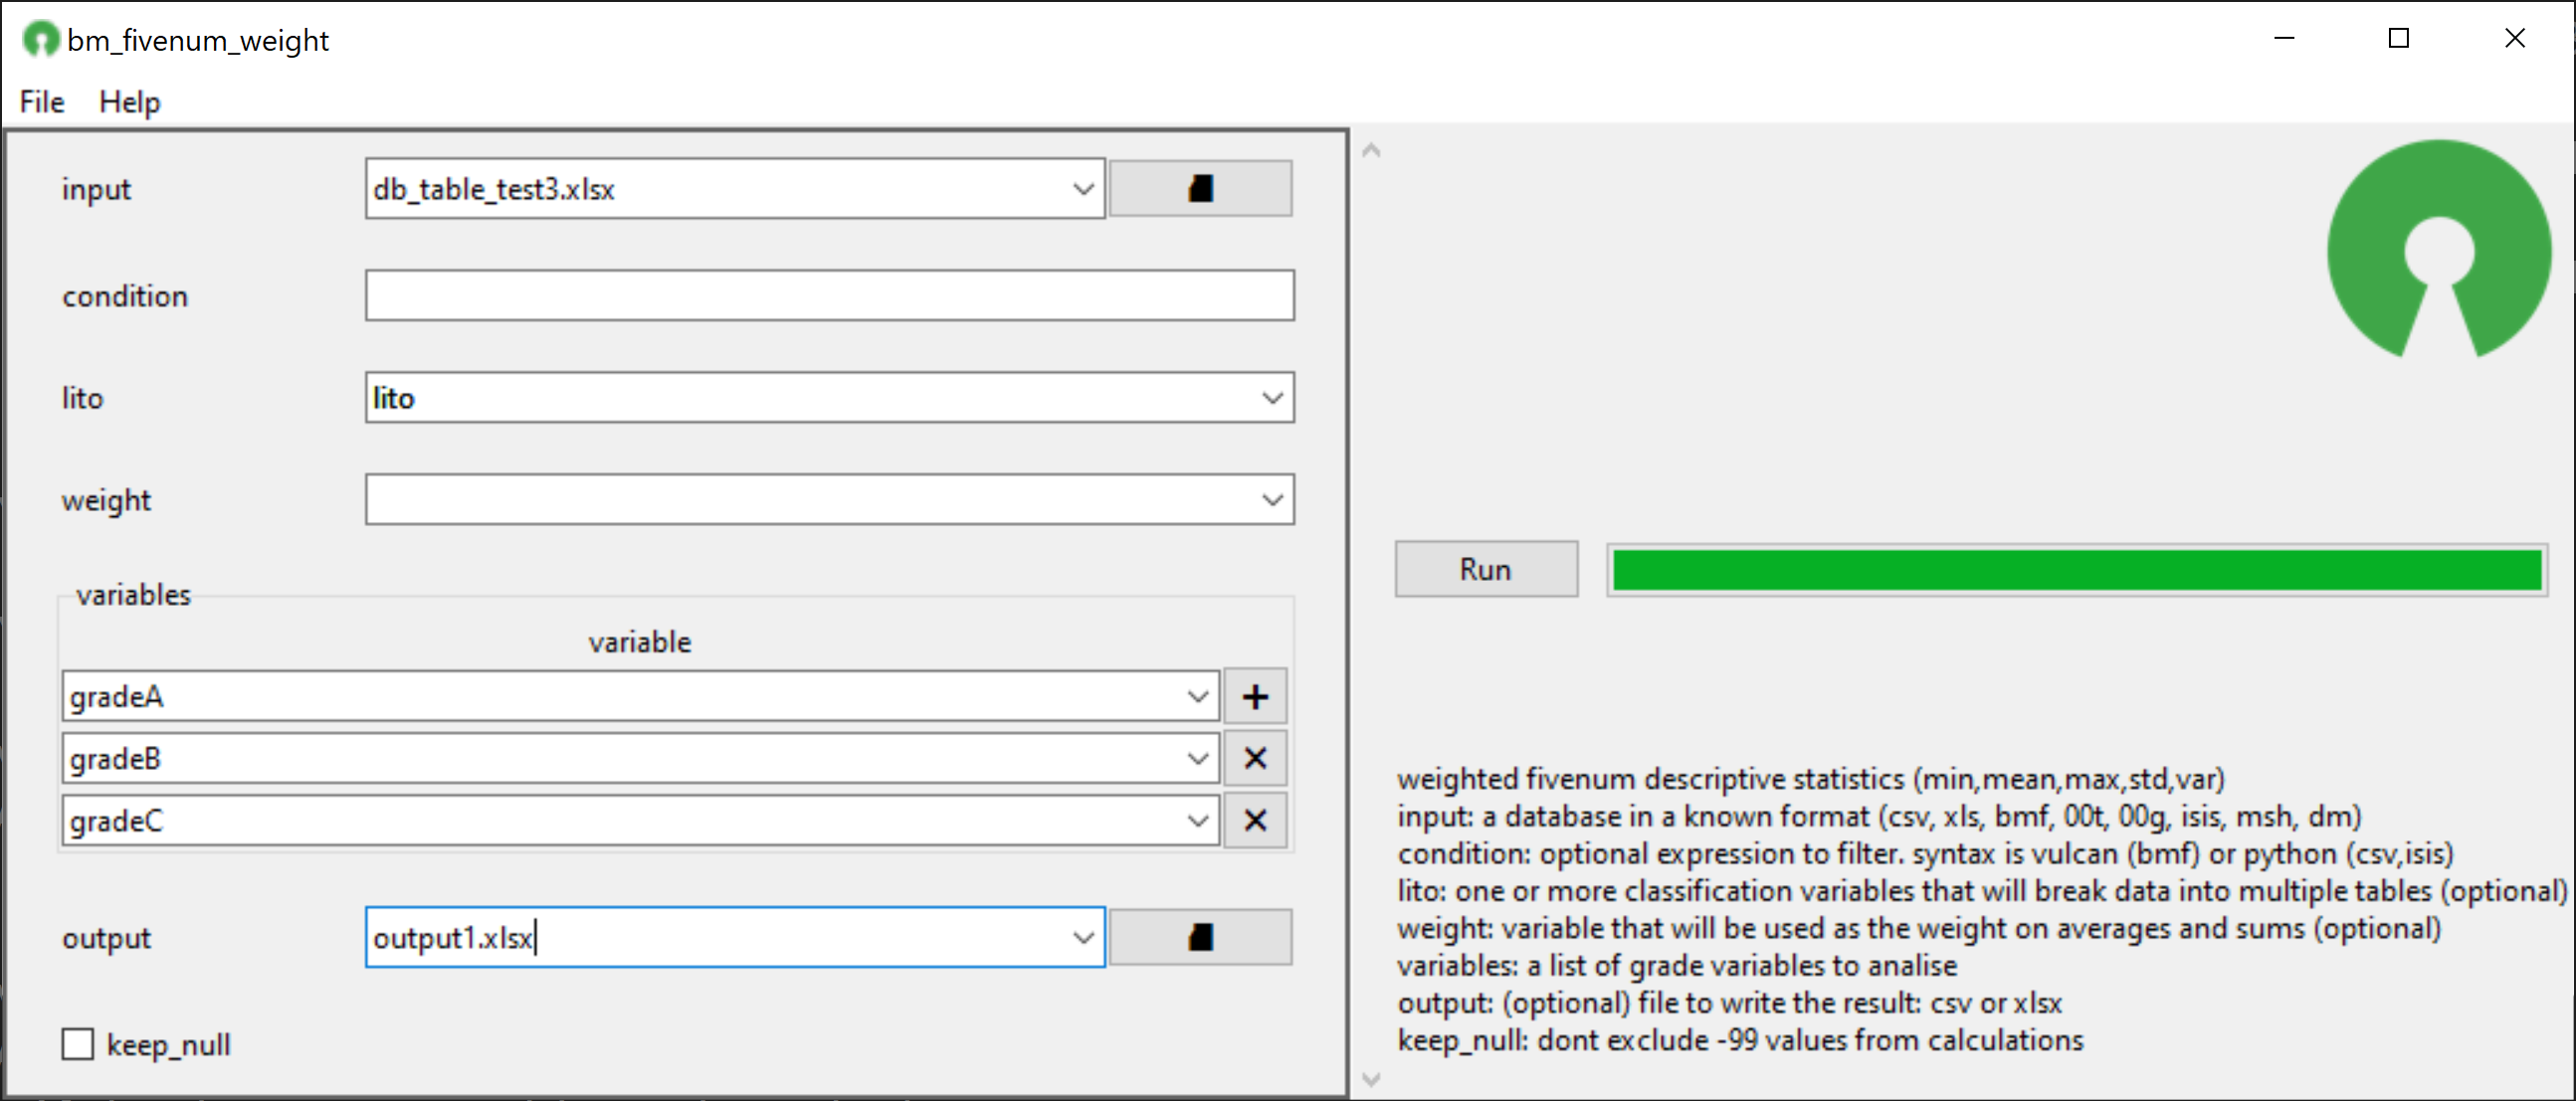 bm_fivenum_weight
File Help
input db_table_test3.xlsx
condition
lito lito
weight
variables
variable
gradeA
gradeB
gradeC
output output1.xlsx
keep_null
Run
weighted fivenum descriptive statistics (min,mean,max,std,var)
input: a database in a known format (csv, xls, bmf, 00t, 00g, isis, msh, dm)
condition: optional expression to filter. syntax is vulcan (bmf) or python (csv,isis)
lito: one or more classification variables that will break data into multiple tables (optional)
weight: variable that will be used as the weight on averages and sums (optional)
variables: a list of grade variables to analise
output: (optional) file to write the result: csv or xlsx
keep_null: dont exclude -99 values from calculations